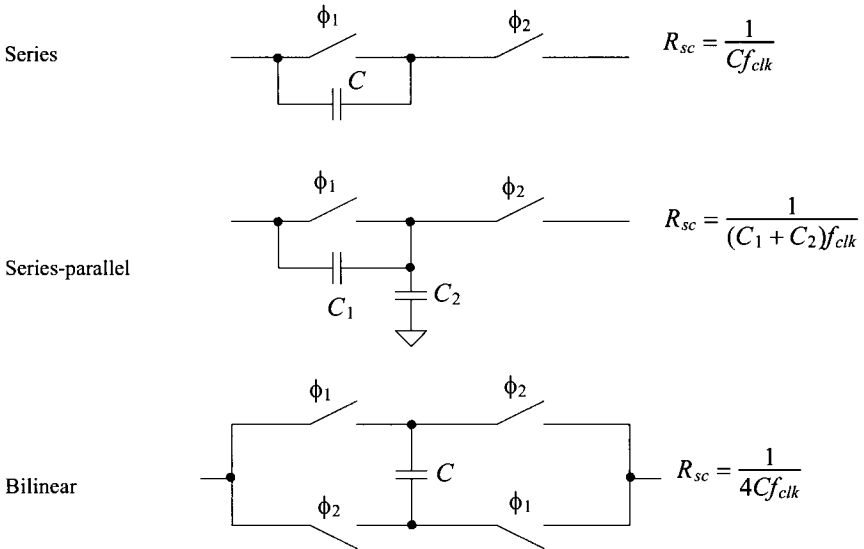 Series
ϕ₁
ϕ₂
C
R_sc = 1/(Cf_clk)
Series-parallel
ϕ₁
ϕ₂
C₁
C₂
R_sc = 1/((C₁ + C₂)f_clk)
Bilinear
ϕ₁
ϕ₂
C
ϕ₂
ϕ₁
R_sc = 1/(4Cf_clk)